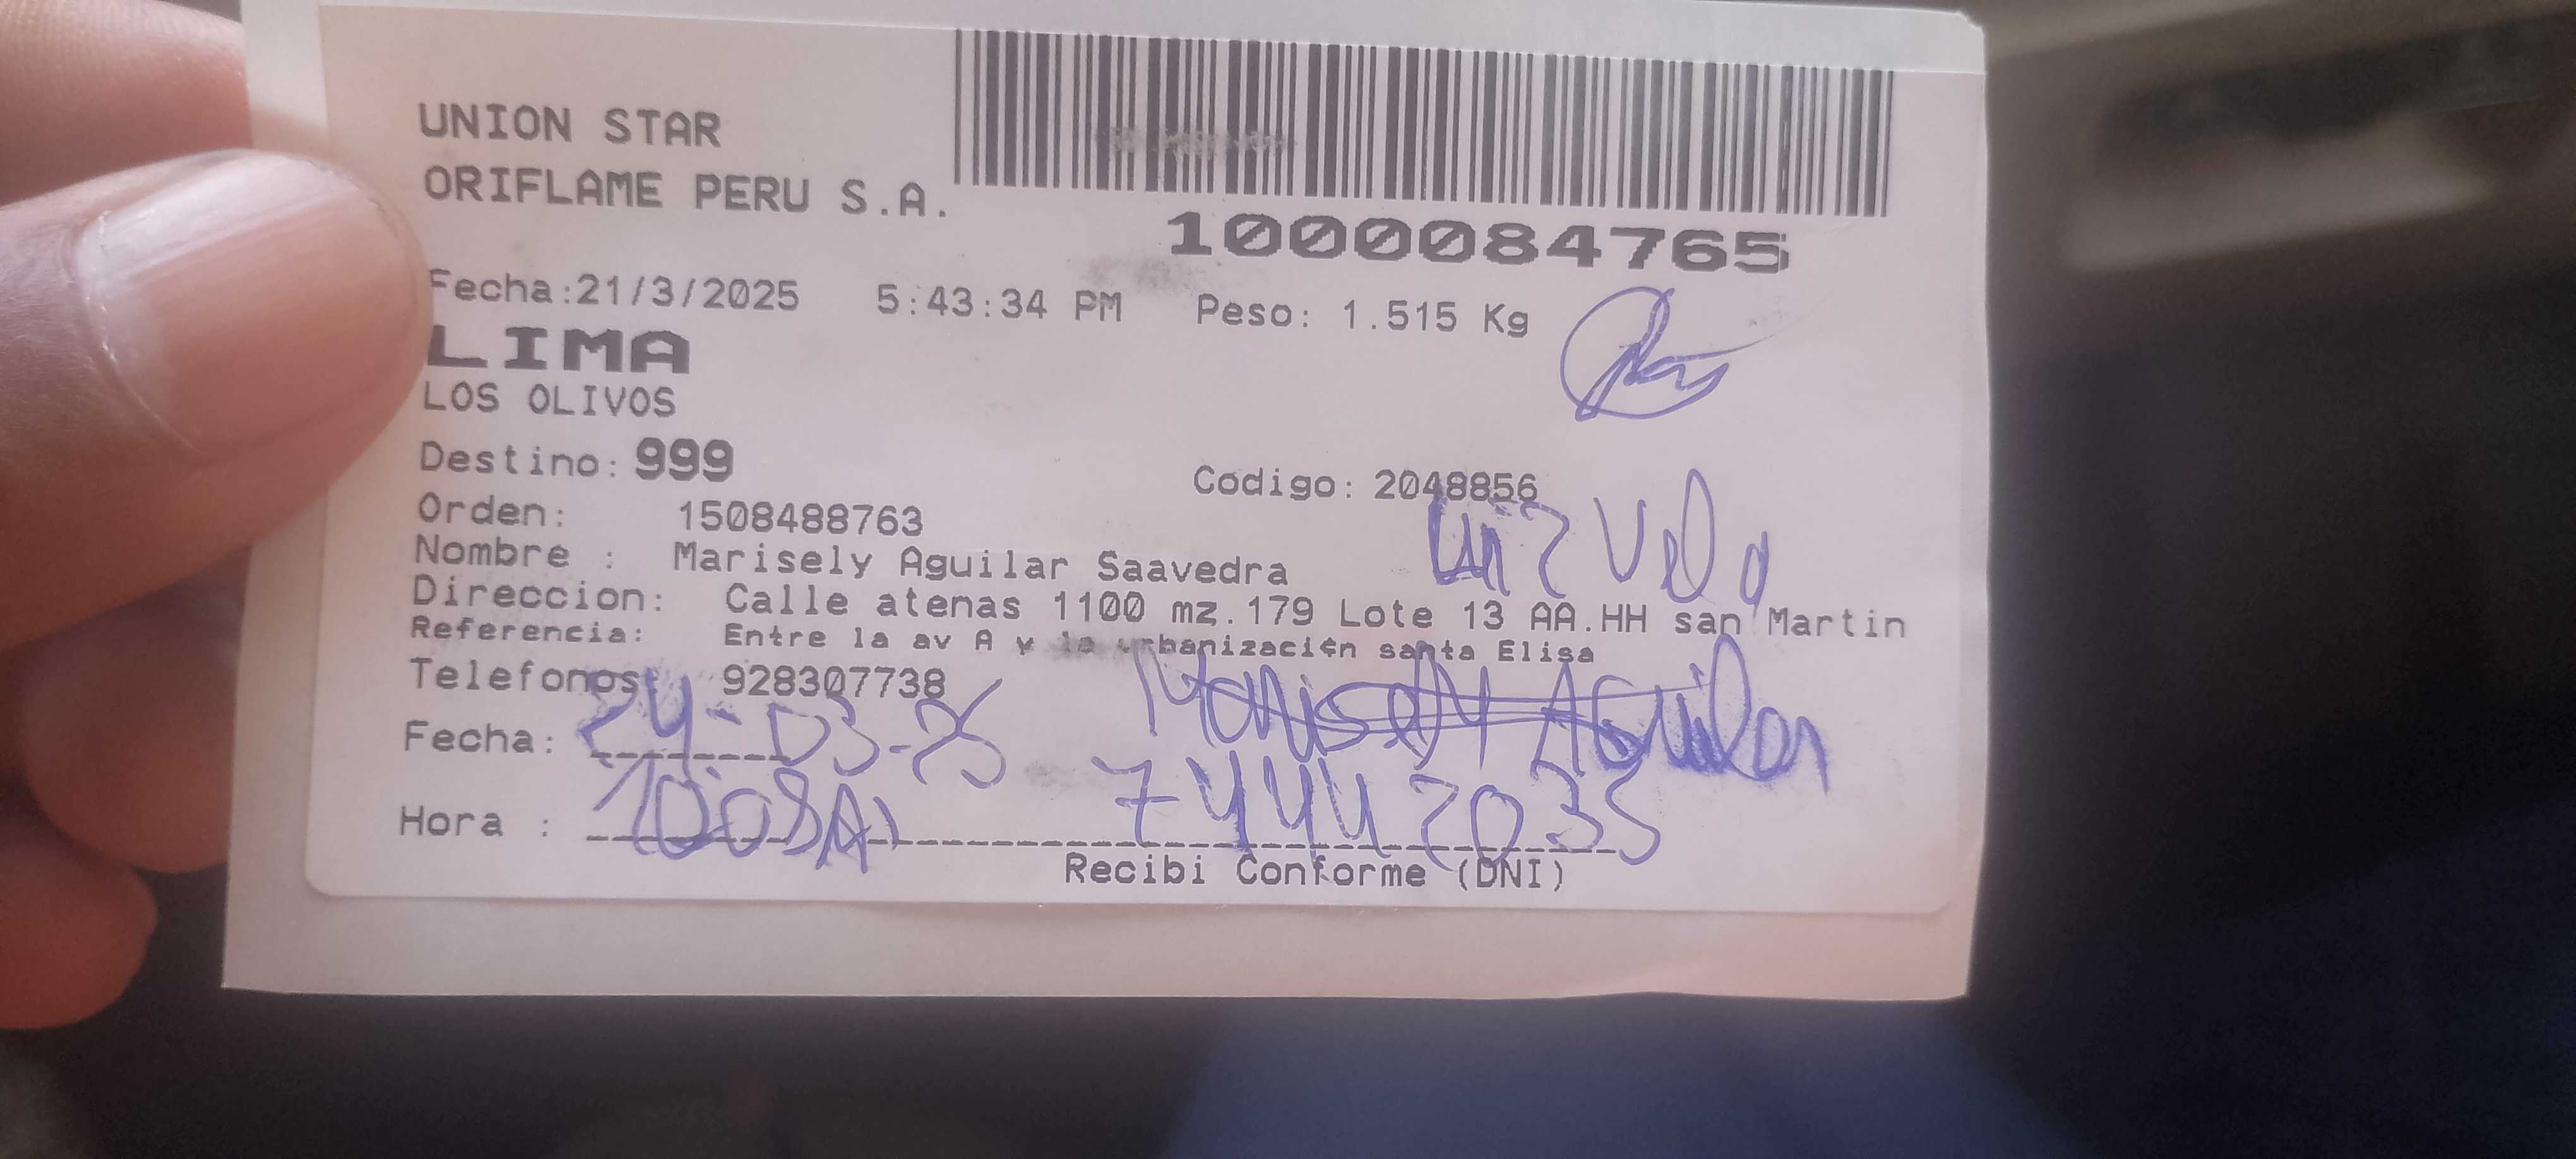 UNION STAR
ORIFLAME PERU S.A.
1000084765
Fecha:21/3/2025 5:43:34 PM Peso: 1.515 Kg
LIMA
LOS OLIVOS
Destino: 999 Codigo: 2048856
Orden: 1508488763
Nombre : Marisely Aguilar Saavedra
Direccion: Calle atenas 1100 mz.179 Lote 13 AA.HH san Martin
Referencia: Entre la av A y la urbanizaci¢n santa Elisa
Telefonos: 928307738
Fecha: 24-03-25 Aguilar
Hora : 10:08A 74442035
Recibi Conforme (DNI)